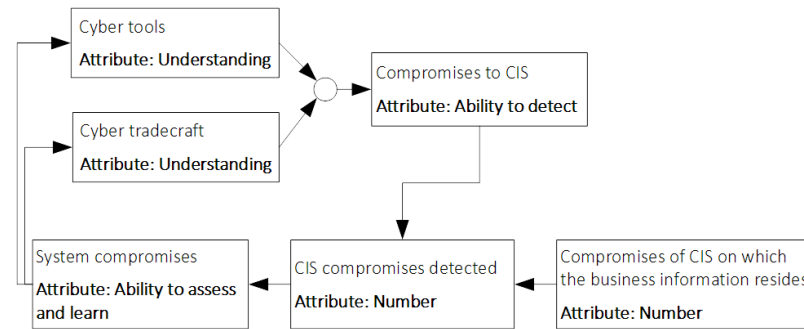 Cyber tools
Attribute: Understanding
Compromises to CIS
Attribute: Ability to detect
Cyber tradecraft
Attribute: Understanding
System compromises
Attribute: Ability to assess
and learn
CIS compromises detected
Attribute: Number
Compromises of CIS on which
the business information resides
Attribute: Number